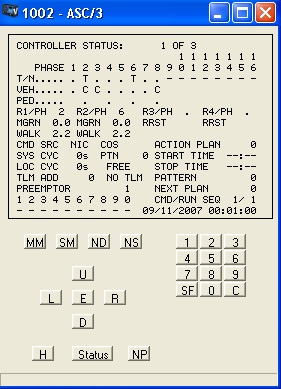 1002 - ASC/3
CONTROLLER STATUS: 1 OF 3
1 1 1 1 1 1 1
PHASE 1 2 3 4 5 6 7 8 9 0 1 2 3 4 5 6
T/N..... . T . . . T . . - - - - - - - -
VEH..... . C C . . . . C
PED..... . . . .
R1/PH 2 R2/PH 6 R3/PH . R4/PH .
MGRN 0.0 MGRN 0.0 RRST RRST
WALK 2.2 WALK 2.2
CMD SRC NIC COS ACTION PLAN 0
SYS CYC 0s PTN 0 START TIME --:--
LOC CYC 0s FREE STOP TIME --:--
TLM ADD 0 NO TLM PATTERN 0
PREEMPTOR 1 NEXT PLAN 0
1 2 3 4 5 6 7 8 9 0 CMD/RUN SEQ 1/ 1
- - - - - - - - - - 09/11/2007 00:01:00
MM SM ND NS 1 2 3
4 5 6
U 7 8 9
L E R SF 0 C
D
H Status NP